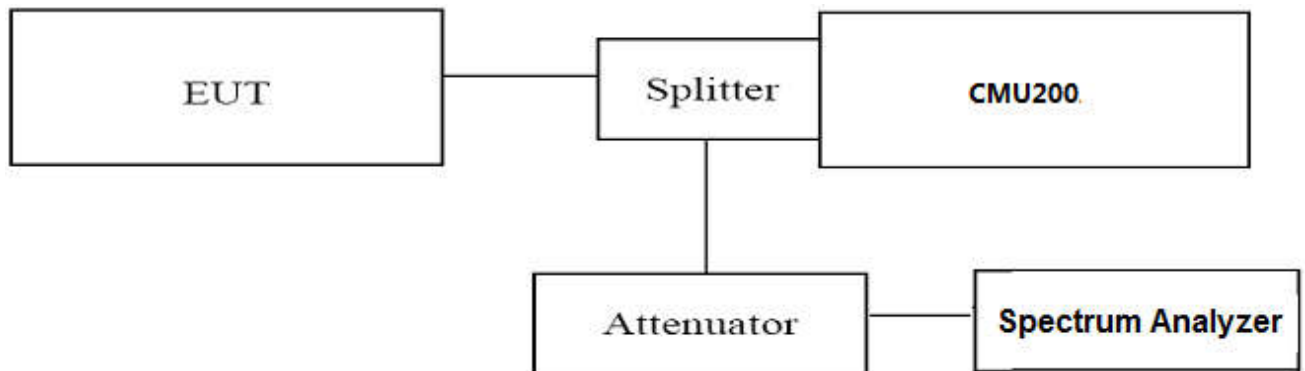 EUT
Splitter
CMU200
Attenuator
Spectrum Analyzer